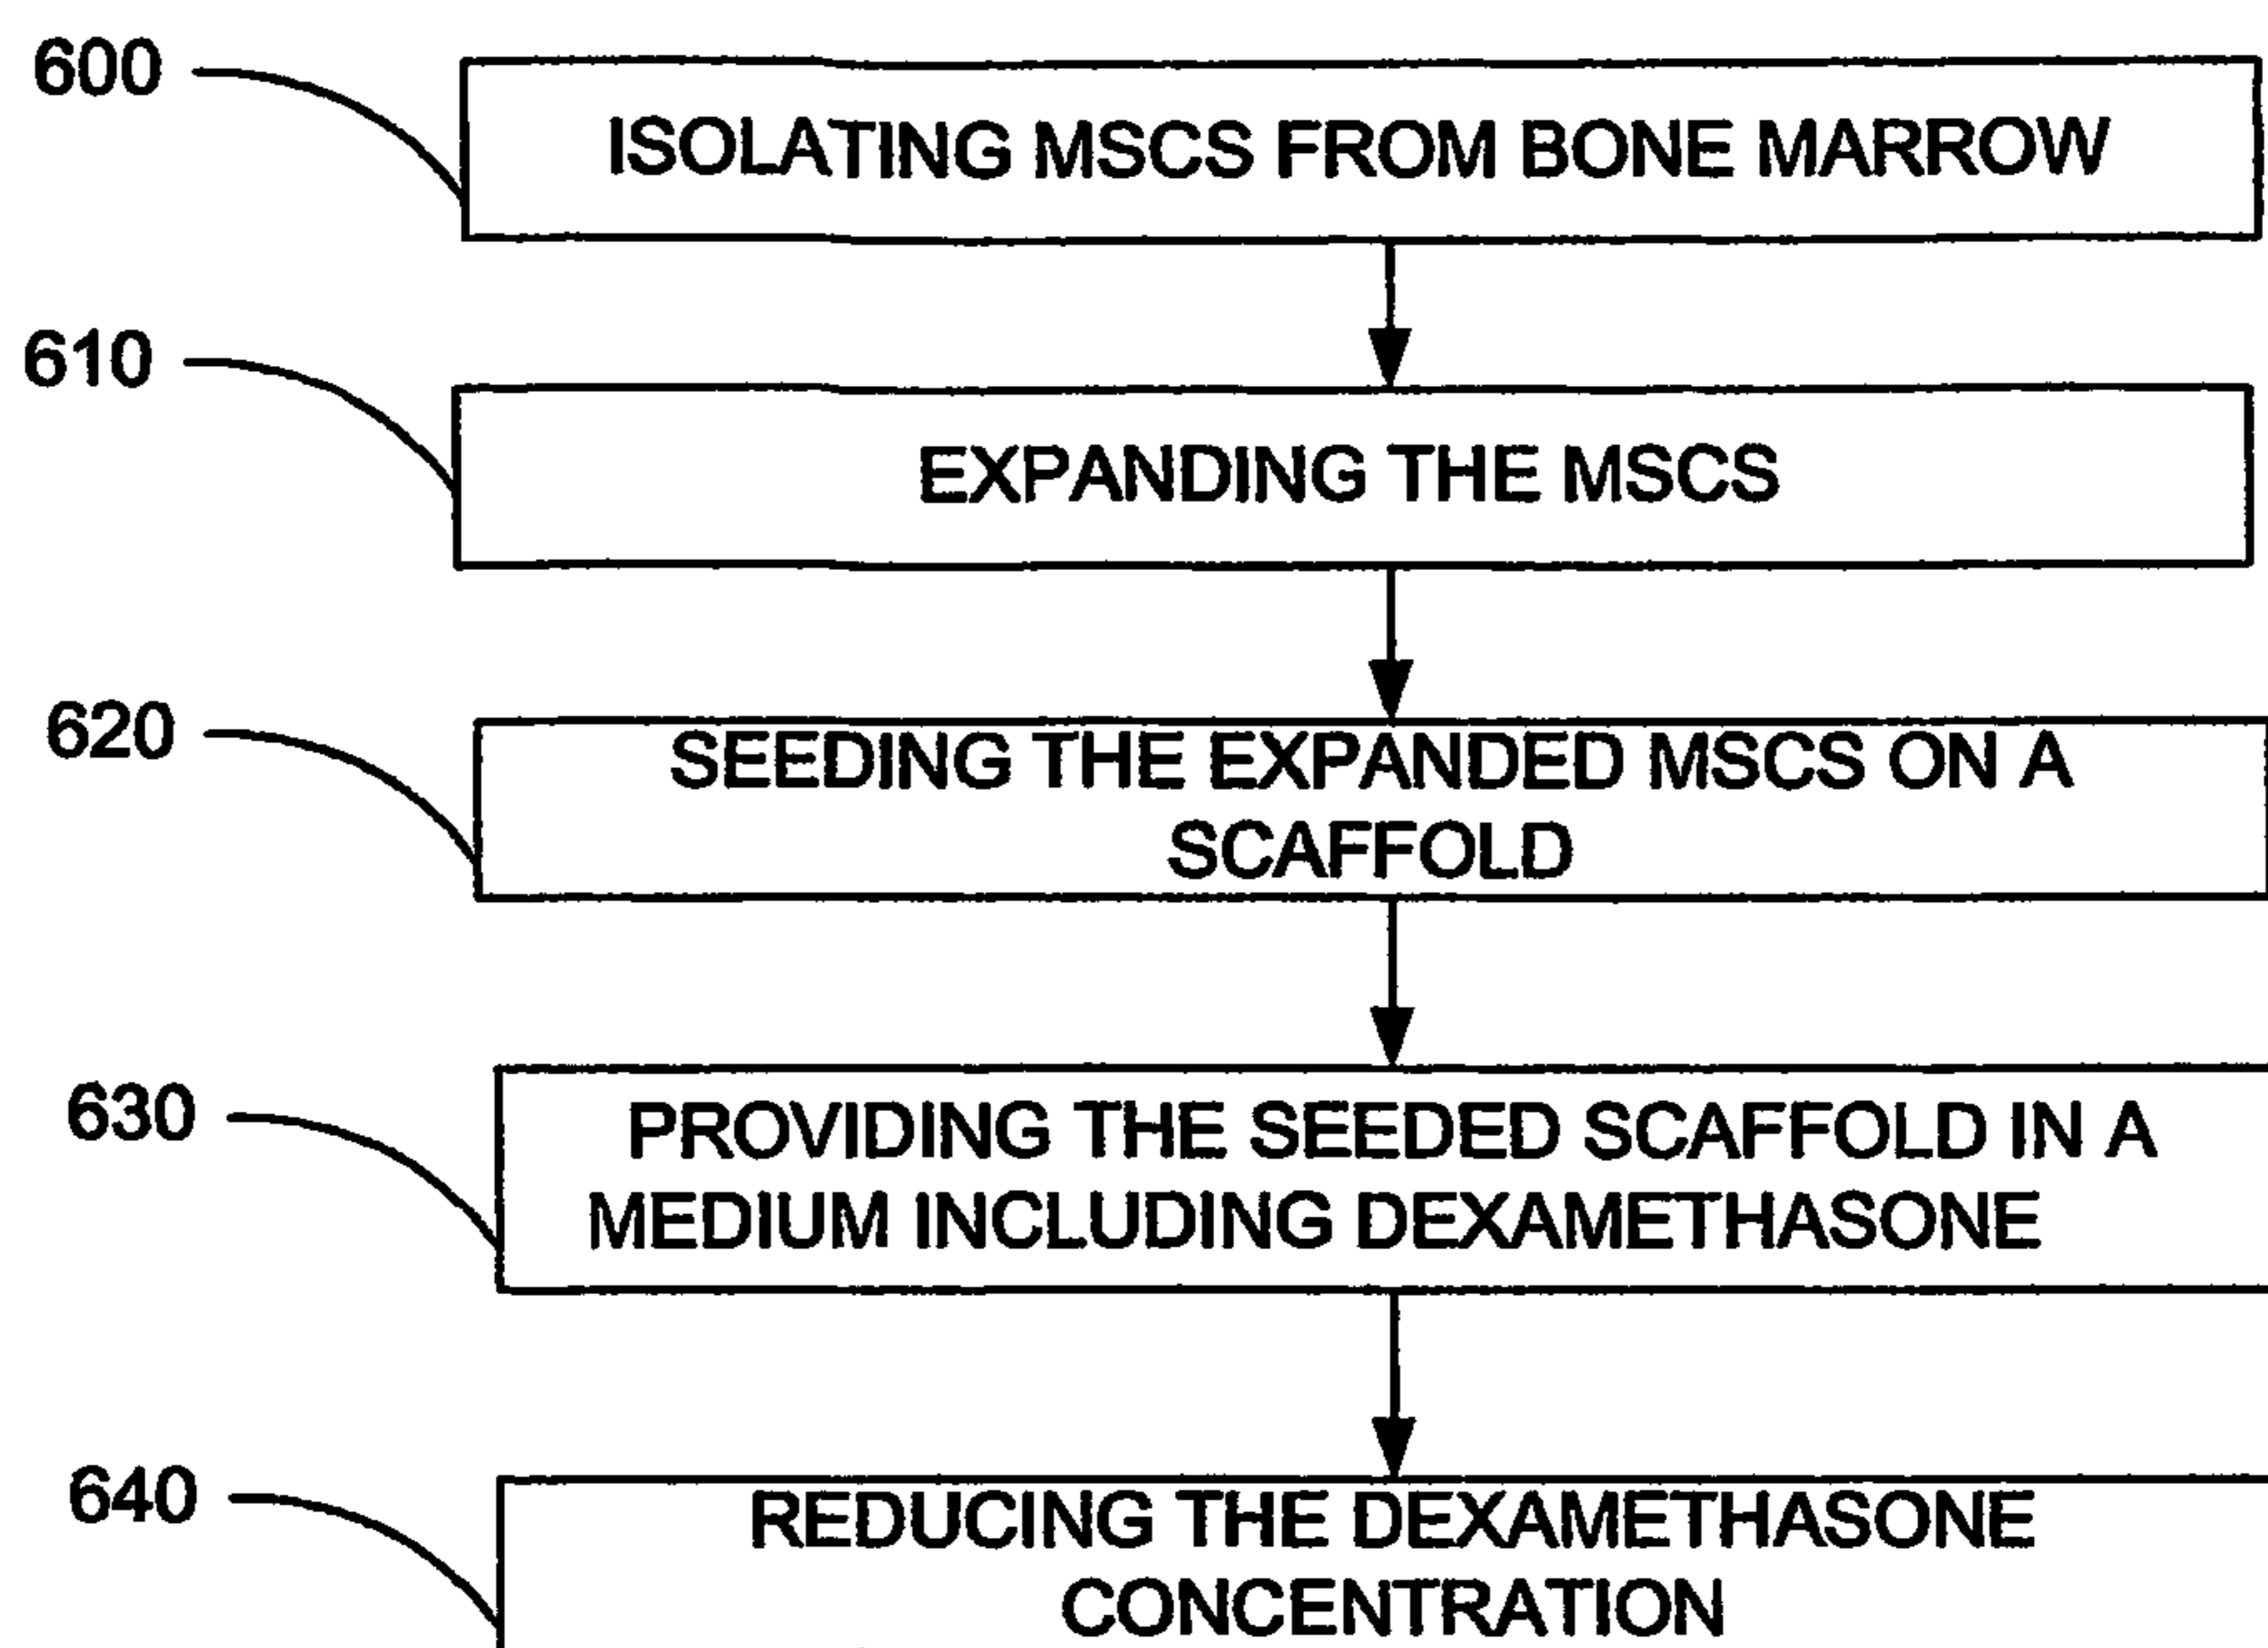 600
ISOLATING MSCS FROM BONE MARROW
610
EXPANDING THE MSCS
620
SEEDING THE EXPANDED MSCS ON A
SCAFFOLD
630
PROVIDING THE SEEDED SCAFFOLD IN A
MEDIUM INCLUDING DEXAMETHASONE
640
REDUCING THE DEXAMETHASONE
CONCENTRATION